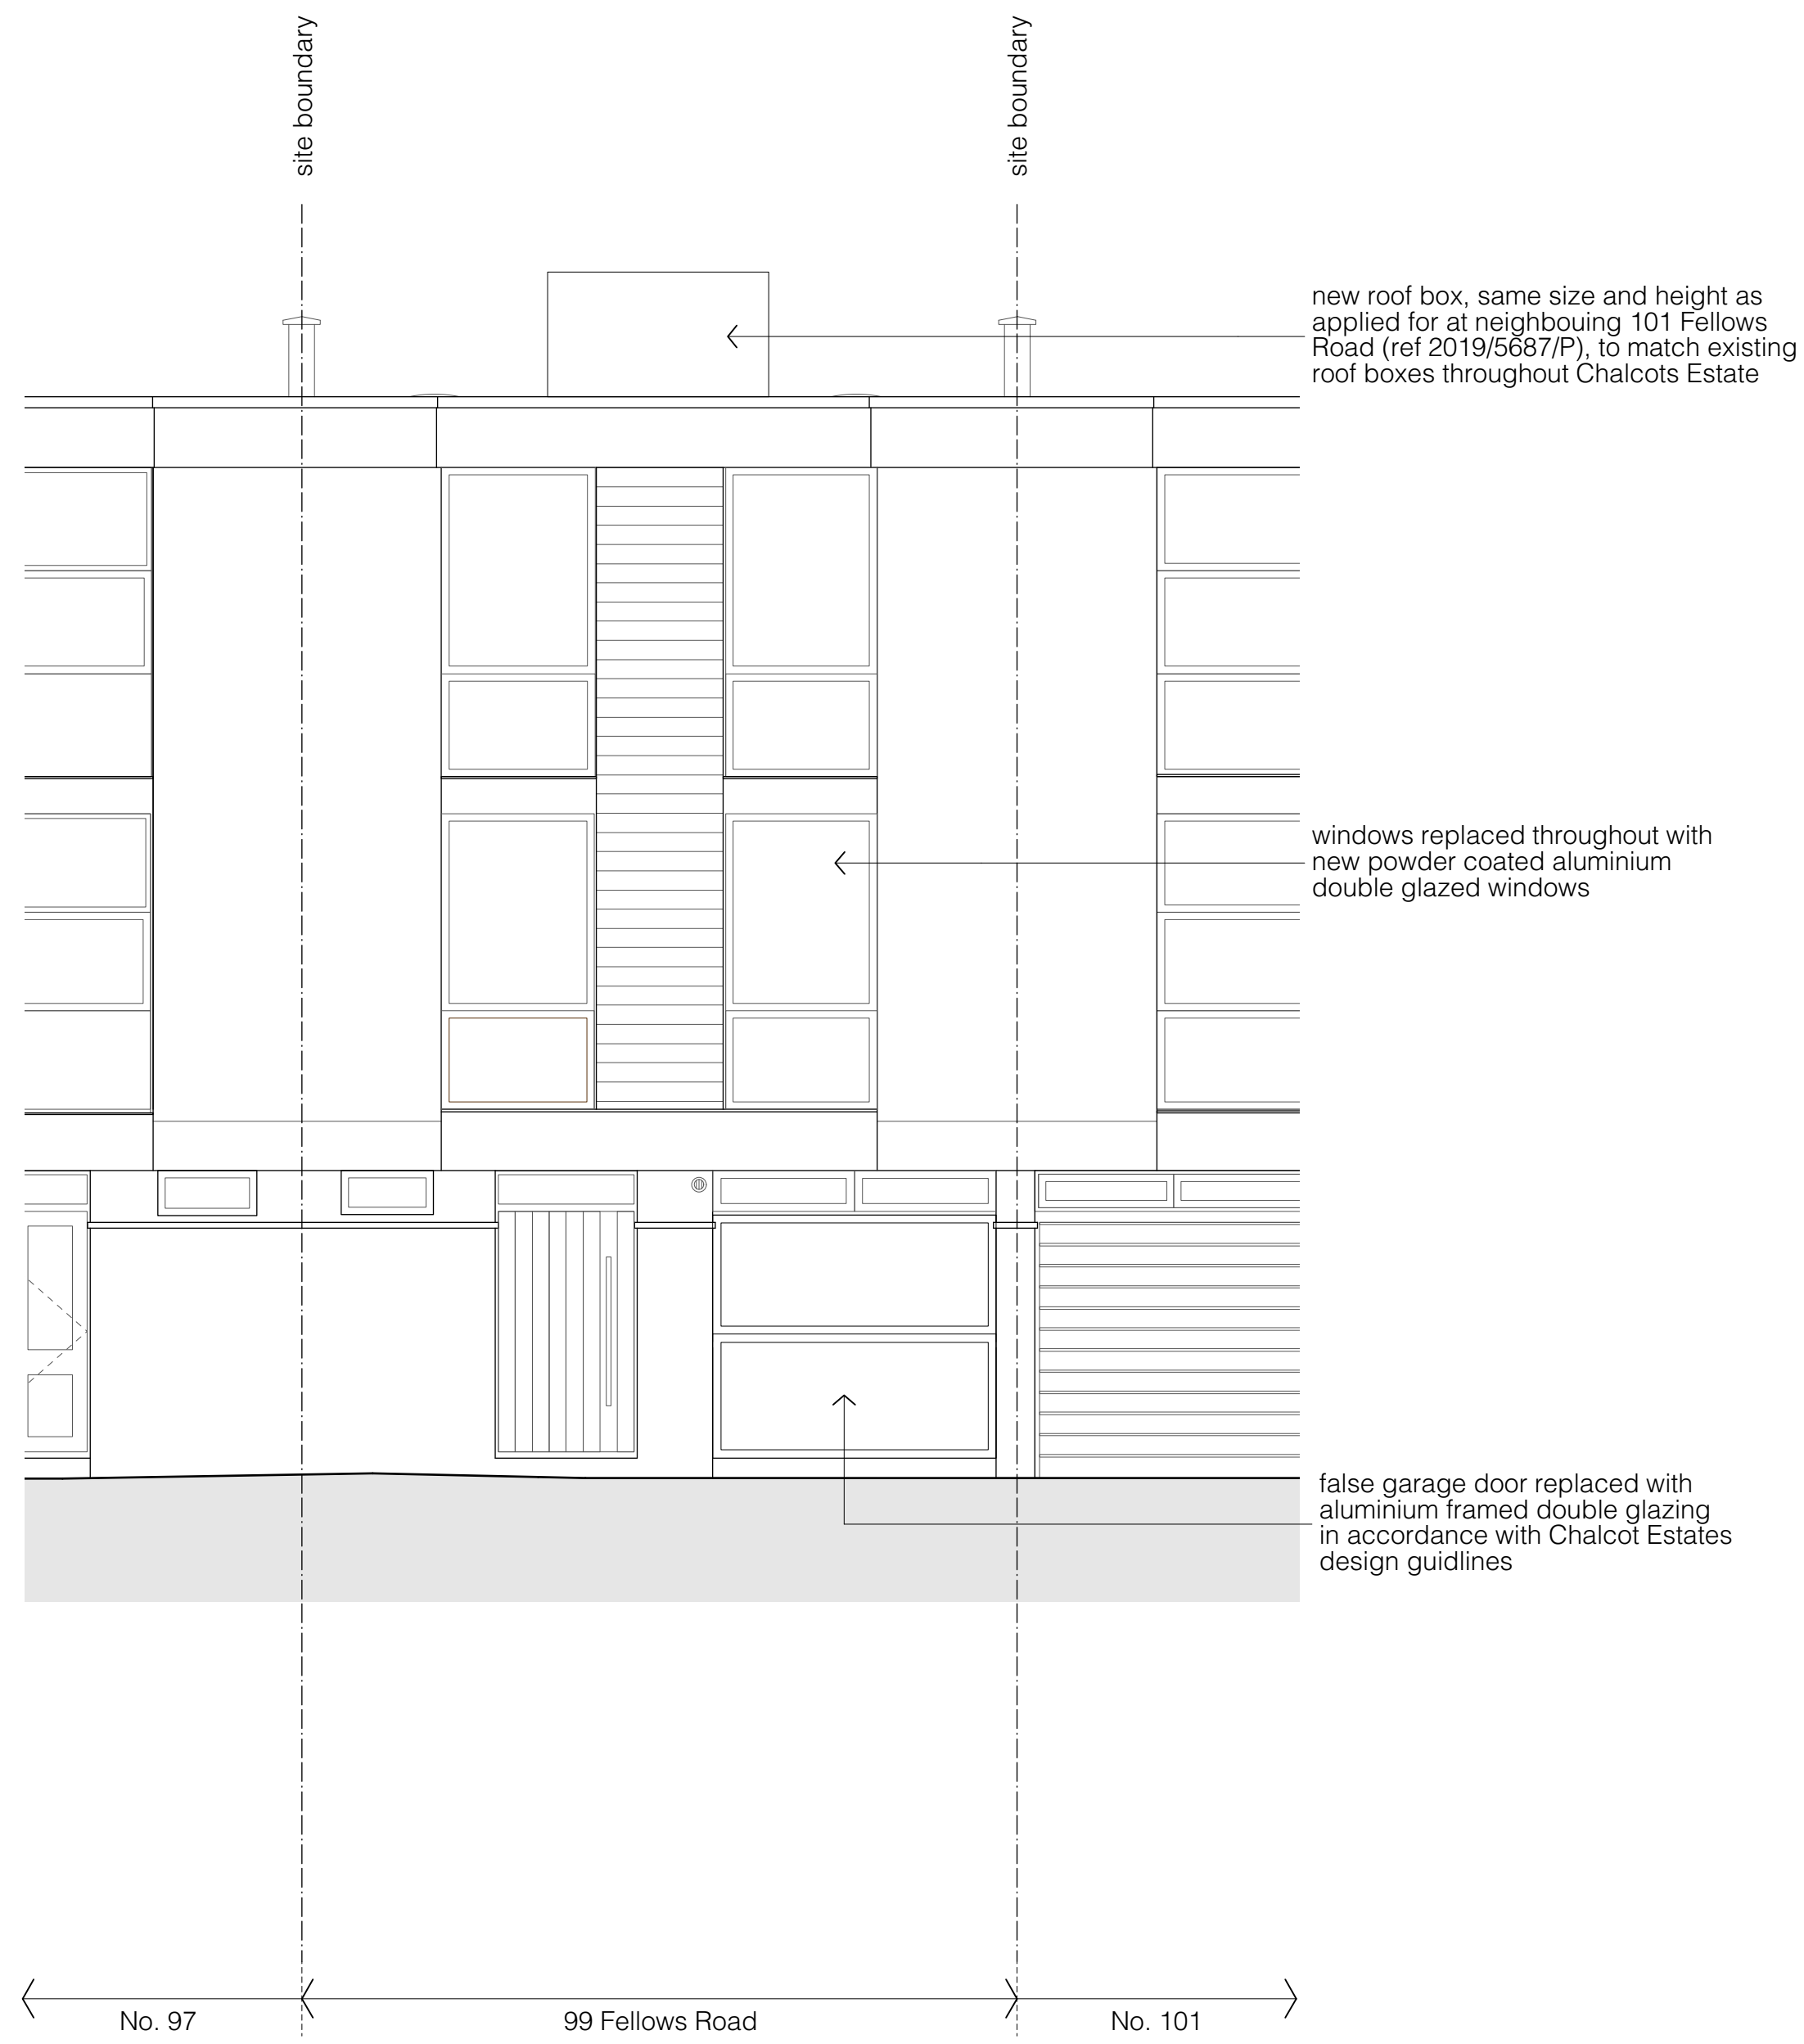 site boundary
site boundary
new roof box, same size and height as
applied for at neighbouing 101 Fellows
Road (ref 2019/5687/P), to match existing
roof boxes throughout Chalcots Estate
windows replaced throughout with
new powder coated aluminium
double glazed windows
false garage door replaced with
aluminium framed double glazing
in accordance with Chalcot Estates
design guidlines
No. 97
99 Fellows Road
No. 101